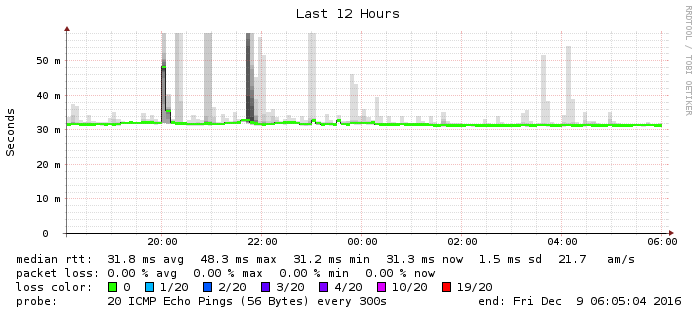 Last 12 Hours
RRDTOOL / TOBI OETIKER
Seconds
50 m
40 m
30 m
20 m
10 m
0
20:00 22:00 00:00 02:00 04:00 06:00
median rtt: 31.8 ms avg 48.3 ms max 31.2 ms min 31.3 ms now 1.5 ms sd 21.7 am/s
packet loss: 0.00 % avg 0.00 % max 0.00 % min 0.00 % now
loss color: 0 1/20 2/20 3/20 4/20 10/20 19/20
probe: 20 ICMP Echo Pings (56 Bytes) every 300s end: Fri Dec 9 06:05:04 2016